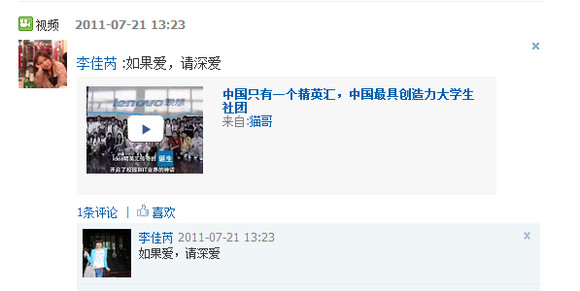 视频 2011-07-21 13:23
李佳芮 :如果爱，请深爱
lenovo联想
idea精英汇传奇的 诞生
开启了校园和IT业界的神话
中国只有一个精英汇，中国最具创造力大学生
社团
来自:猫哥
1条评论 | 喜欢
李佳芮 2011-07-21 13:23
如果爱，请深爱